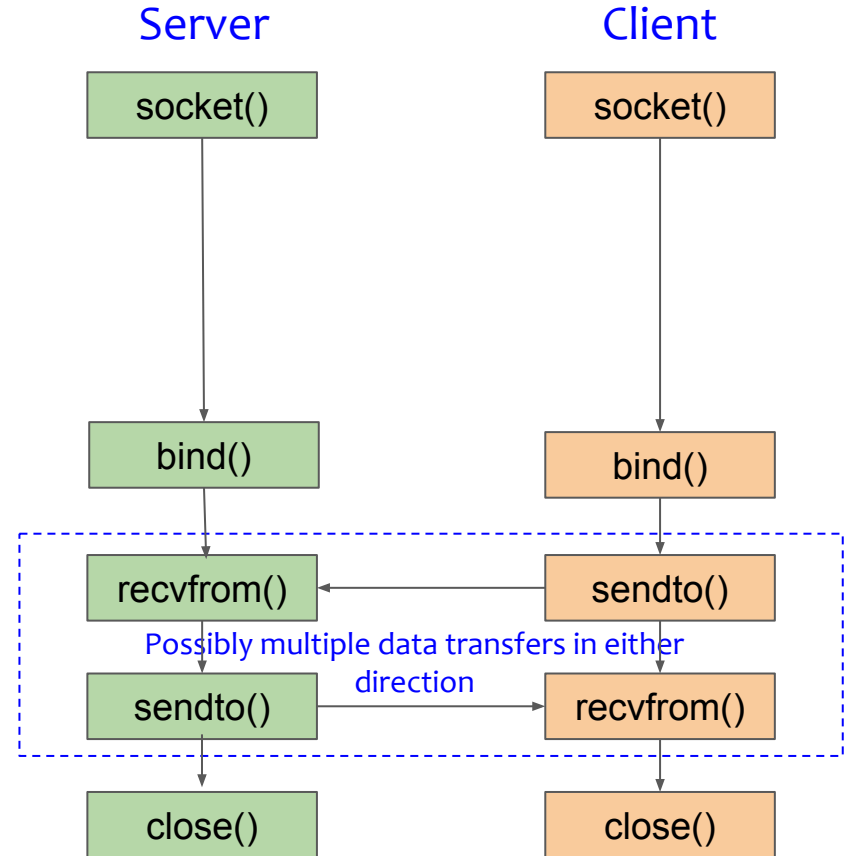 Server Client
socket() socket()
bind() bind()
recvfrom() sendto()
Possibly multiple data transfers in either
direction
sendto() recvfrom()
close() close()